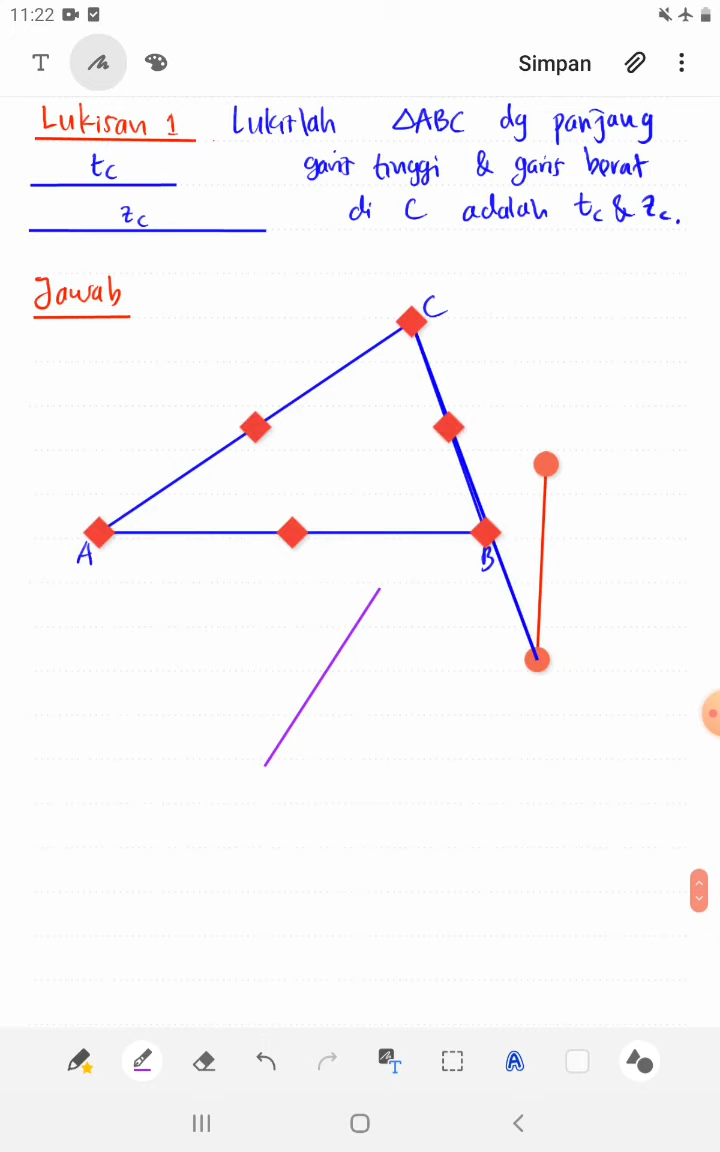 11:22
T Simpan
Lukisan 1 Lukislah ΔABC dg panjang
tc garis tinggi & garis berat
zc di C adalah tc & zc.
Jawab
C
A
B
T
A